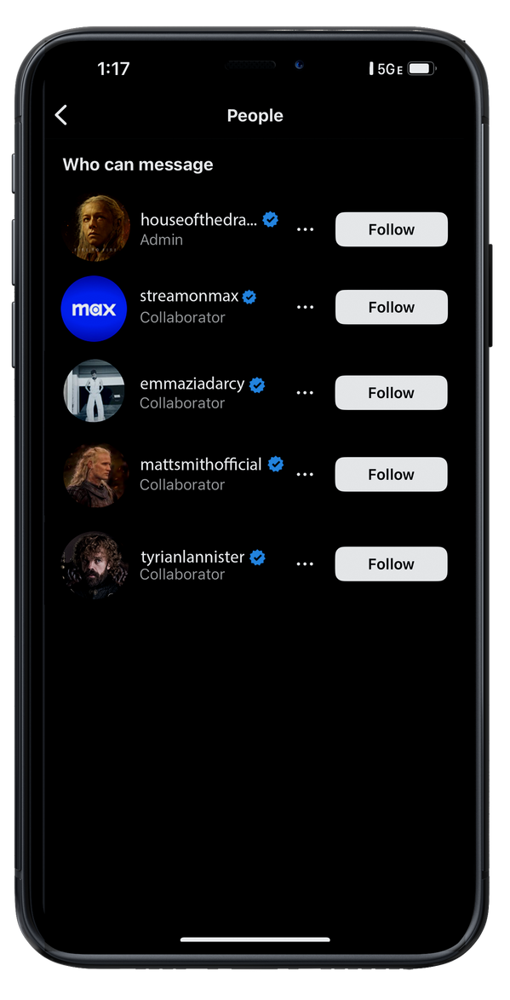 1:17
5GE
People
Who can message
houseofthedra...
Admin
Follow
max
streamonmax
Collaborator
Follow
emmaziadarcy
Collaborator
Follow
mattsmithofficial
Collaborator
Follow
tyrianlannister
Collaborator
Follow